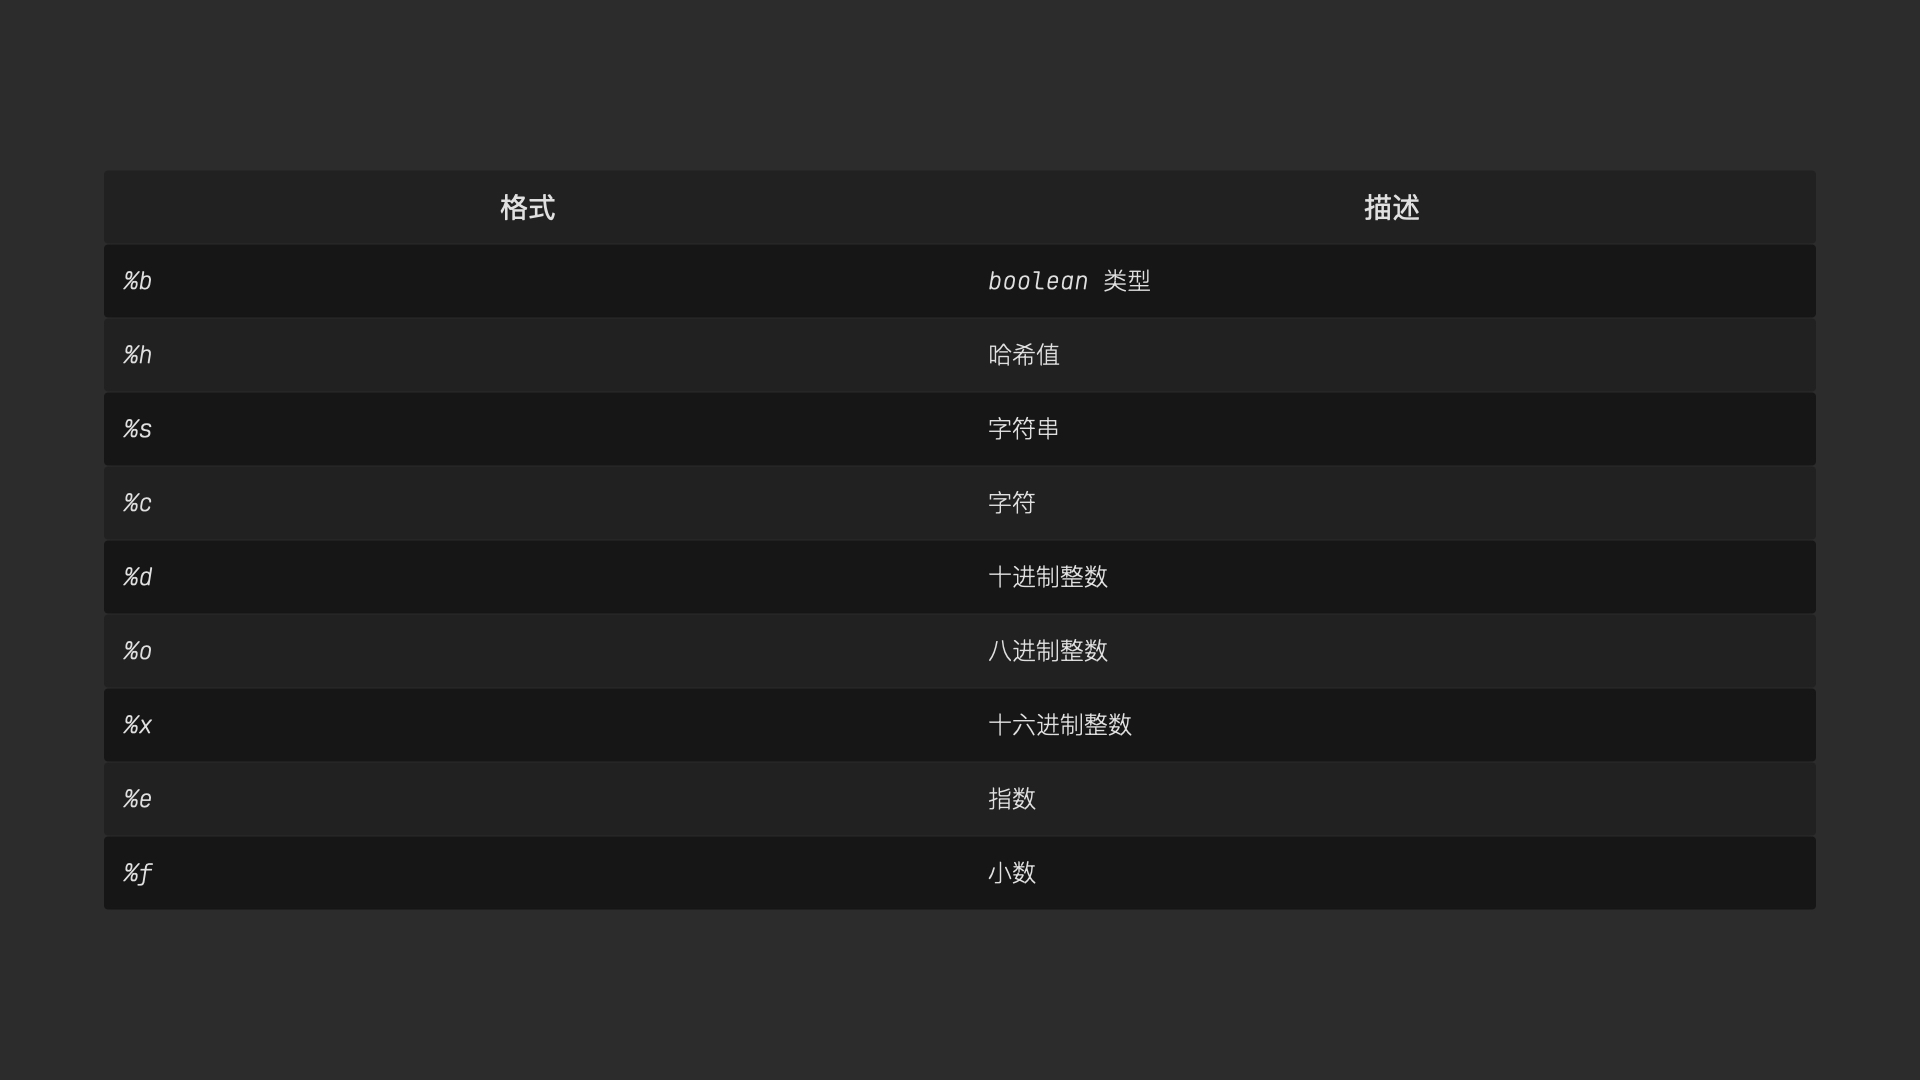 格式 描述
%b boolean 类型
%h 哈希值
%s 字符串
%c 字符
%d 十进制整数
%o 八进制整数
%x 十六进制整数
%e 指数
%f 小数